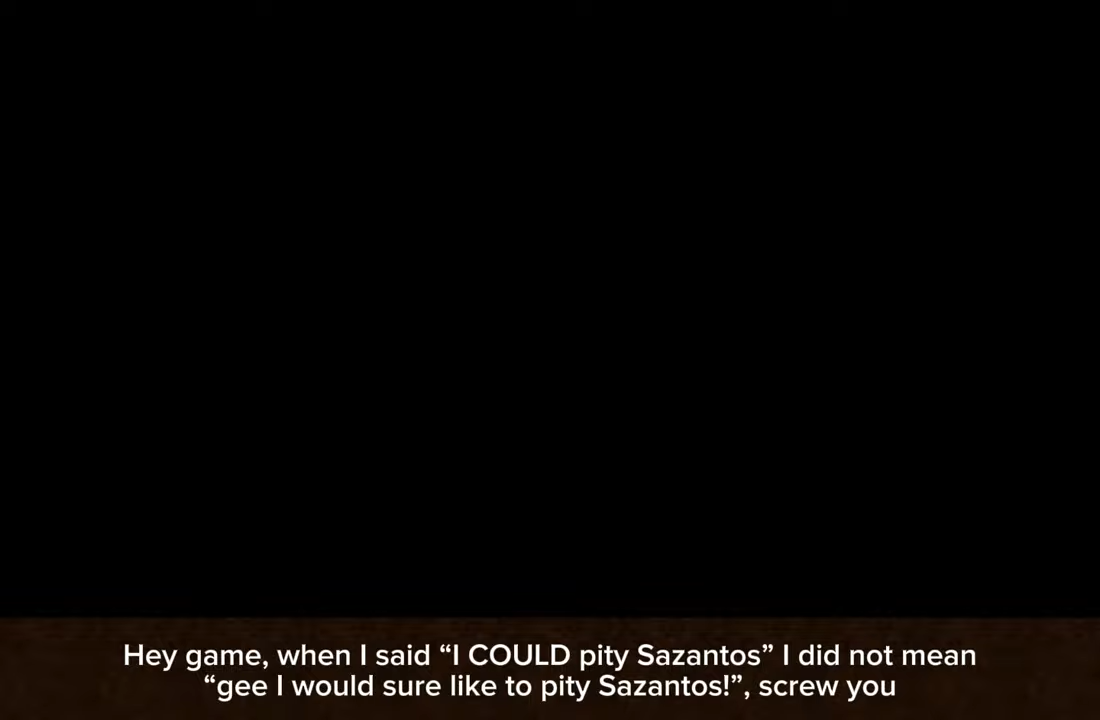 Hey game, when I said “I COULD pity Sazantos” I did not mean
“gee I would sure like to pity Sazantos!”, screw you